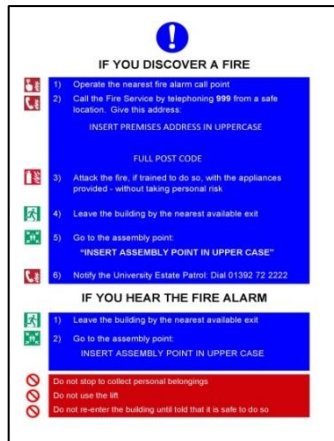 IF YOU DISCOVER A FIRE
1) Operate the nearest fire alarm call point
2) Call the Fire Service by telephoning 999 from a safe
location. Give this address:
INSERT PREMISES ADDRESS IN UPPERCASE
FULL POST CODE
3) Attack the fire, if trained to do so, with the appliances
provided - without taking personal risk
4) Leave the building by the nearest available exit
5) Go to the assembly point:
"INSERT ASSEMBLY POINT IN UPPER CASE"
6) Notify the University Estate Patrol: Dial 01392 72 2222
IF YOU HEAR THE FIRE ALARM
1) Leave the building by the nearest available exit
2) Go to the assembly point:
INSERT ASSEMBLY POINT IN UPPER CASE
Do not stop to collect personal belongings
Do not use the lift
Do not re-enter the building until told that it is safe to do so